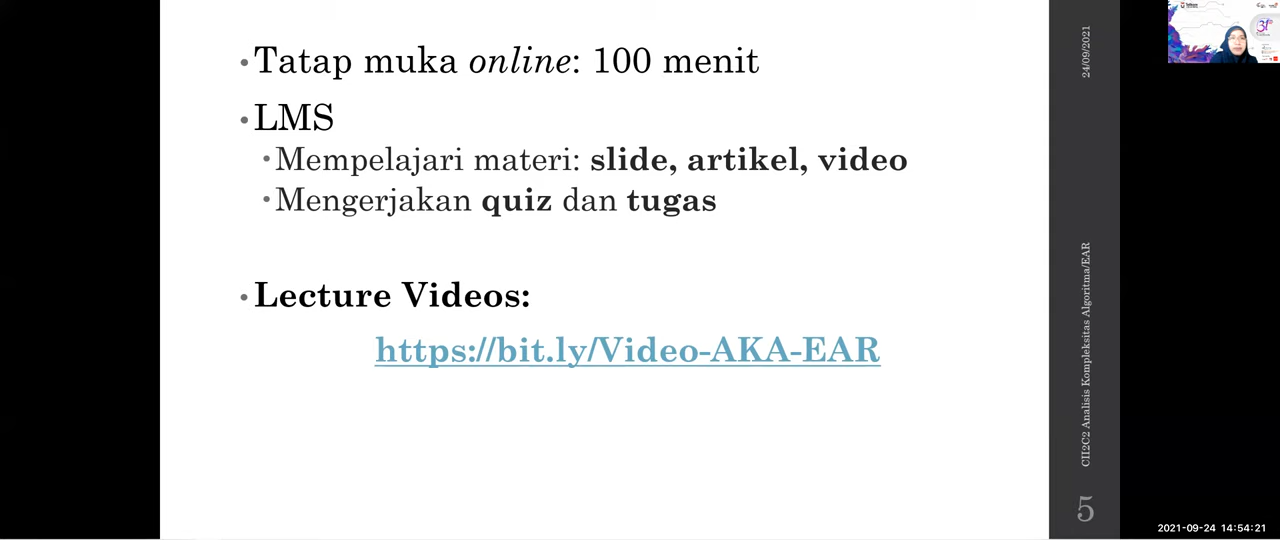 • Tatap muka online: 100 menit
• LMS
• Mempelajari materi: slide, artikel, video
• Mengerjakan quiz dan tugas
• Lecture Videos:
https://bit.ly/Video-AKA-EAR
24/09/2021
CII2C2 Analisis Kompleksitas Algoritma/EAR
5
2021-09-24 14:54:21